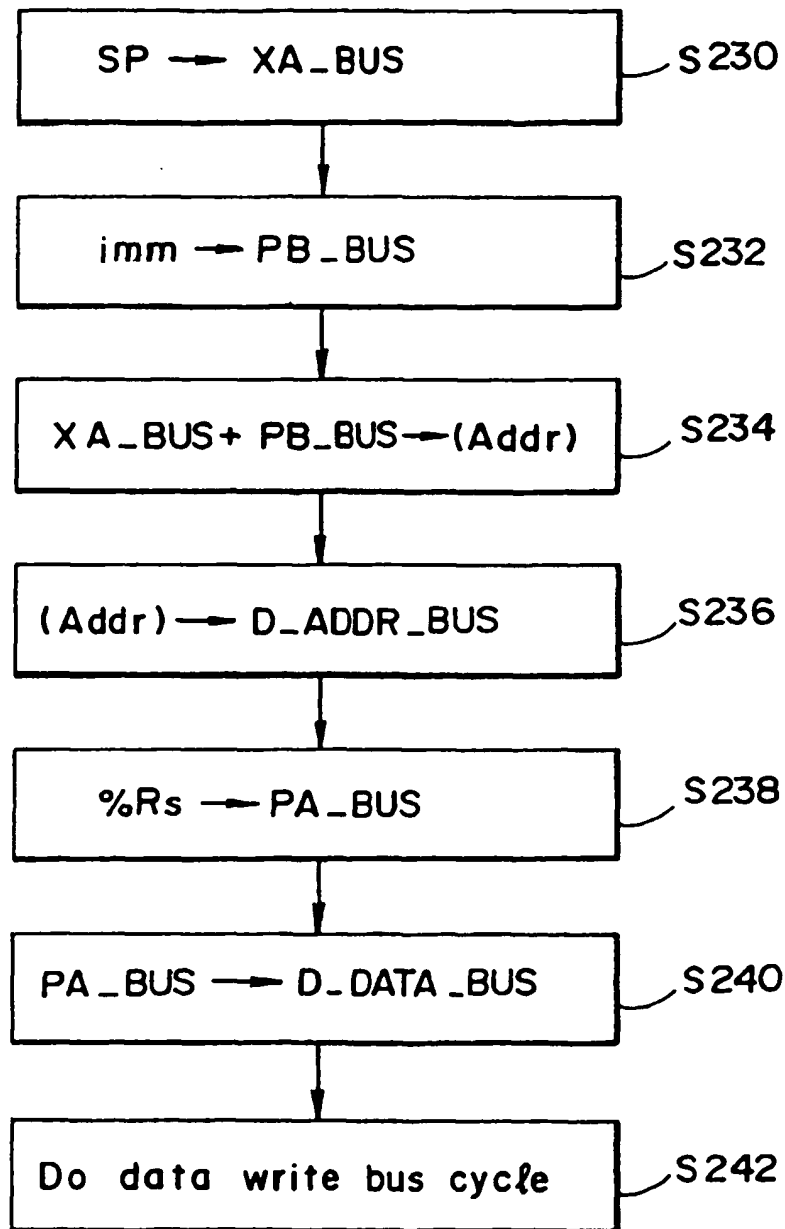 SP → XA_BUS S230
imm → PB_BUS S232
XA_BUS + PB_BUS → (Addr) S234
(Addr) → D_ADDR_BUS S236
%Rs → PA_BUS S238
PA_BUS → D_DATA_BUS S240
Do data write bus cycle S242